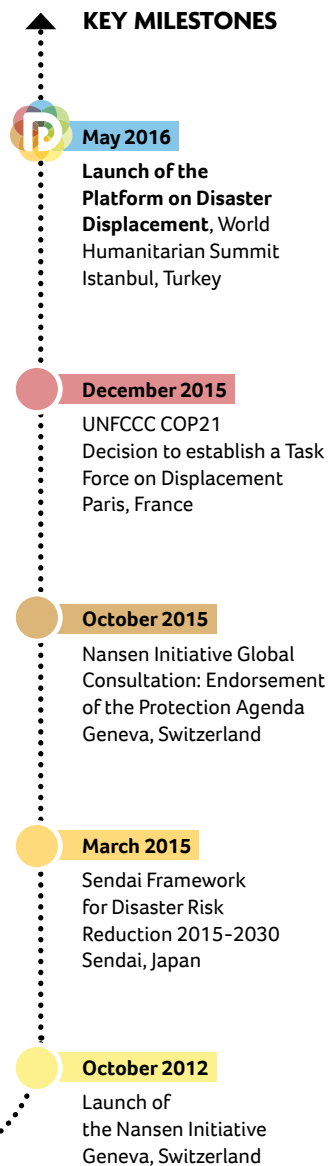 KEY MILESTONES
May 2016
Launch of the
Platform on Disaster
Displacement, World
Humanitarian Summit
Istanbul, Turkey
December 2015
UNFCCC COP21
Decision to establish a Task
Force on Displacement
Paris, France
October 2015
Nansen Initiative Global
Consultation: Endorsement
of the Protection Agenda
Geneva, Switzerland
March 2015
Sendai Framework
for Disaster Risk
Reduction 2015-2030
Sendai, Japan
October 2012
Launch of
the Nansen Initiative
Geneva, Switzerland